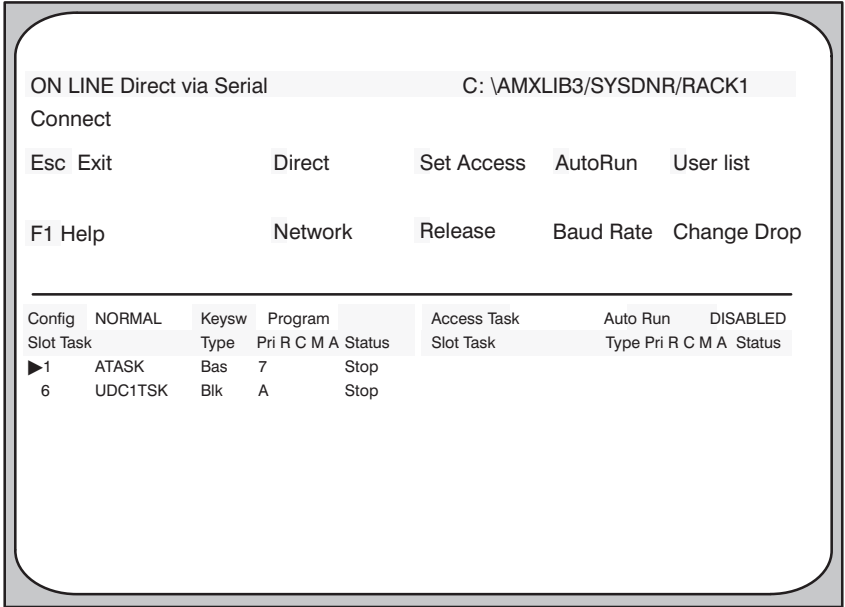 ON LINE Direct via Serial C: \AMXLIB3/SYSDNR/RACK1
Connect
Esc Exit Direct Set Access AutoRun User list
F1 Help Network Release Baud Rate Change Drop
Config NORMAL Keysw Program Access Task Auto Run DISABLED
Slot Task Type Pri R C M A Status Slot Task Type Pri R C M A Status
▶1 ATASK Bas 7 Stop
6 UDC1TSK Blk A Stop